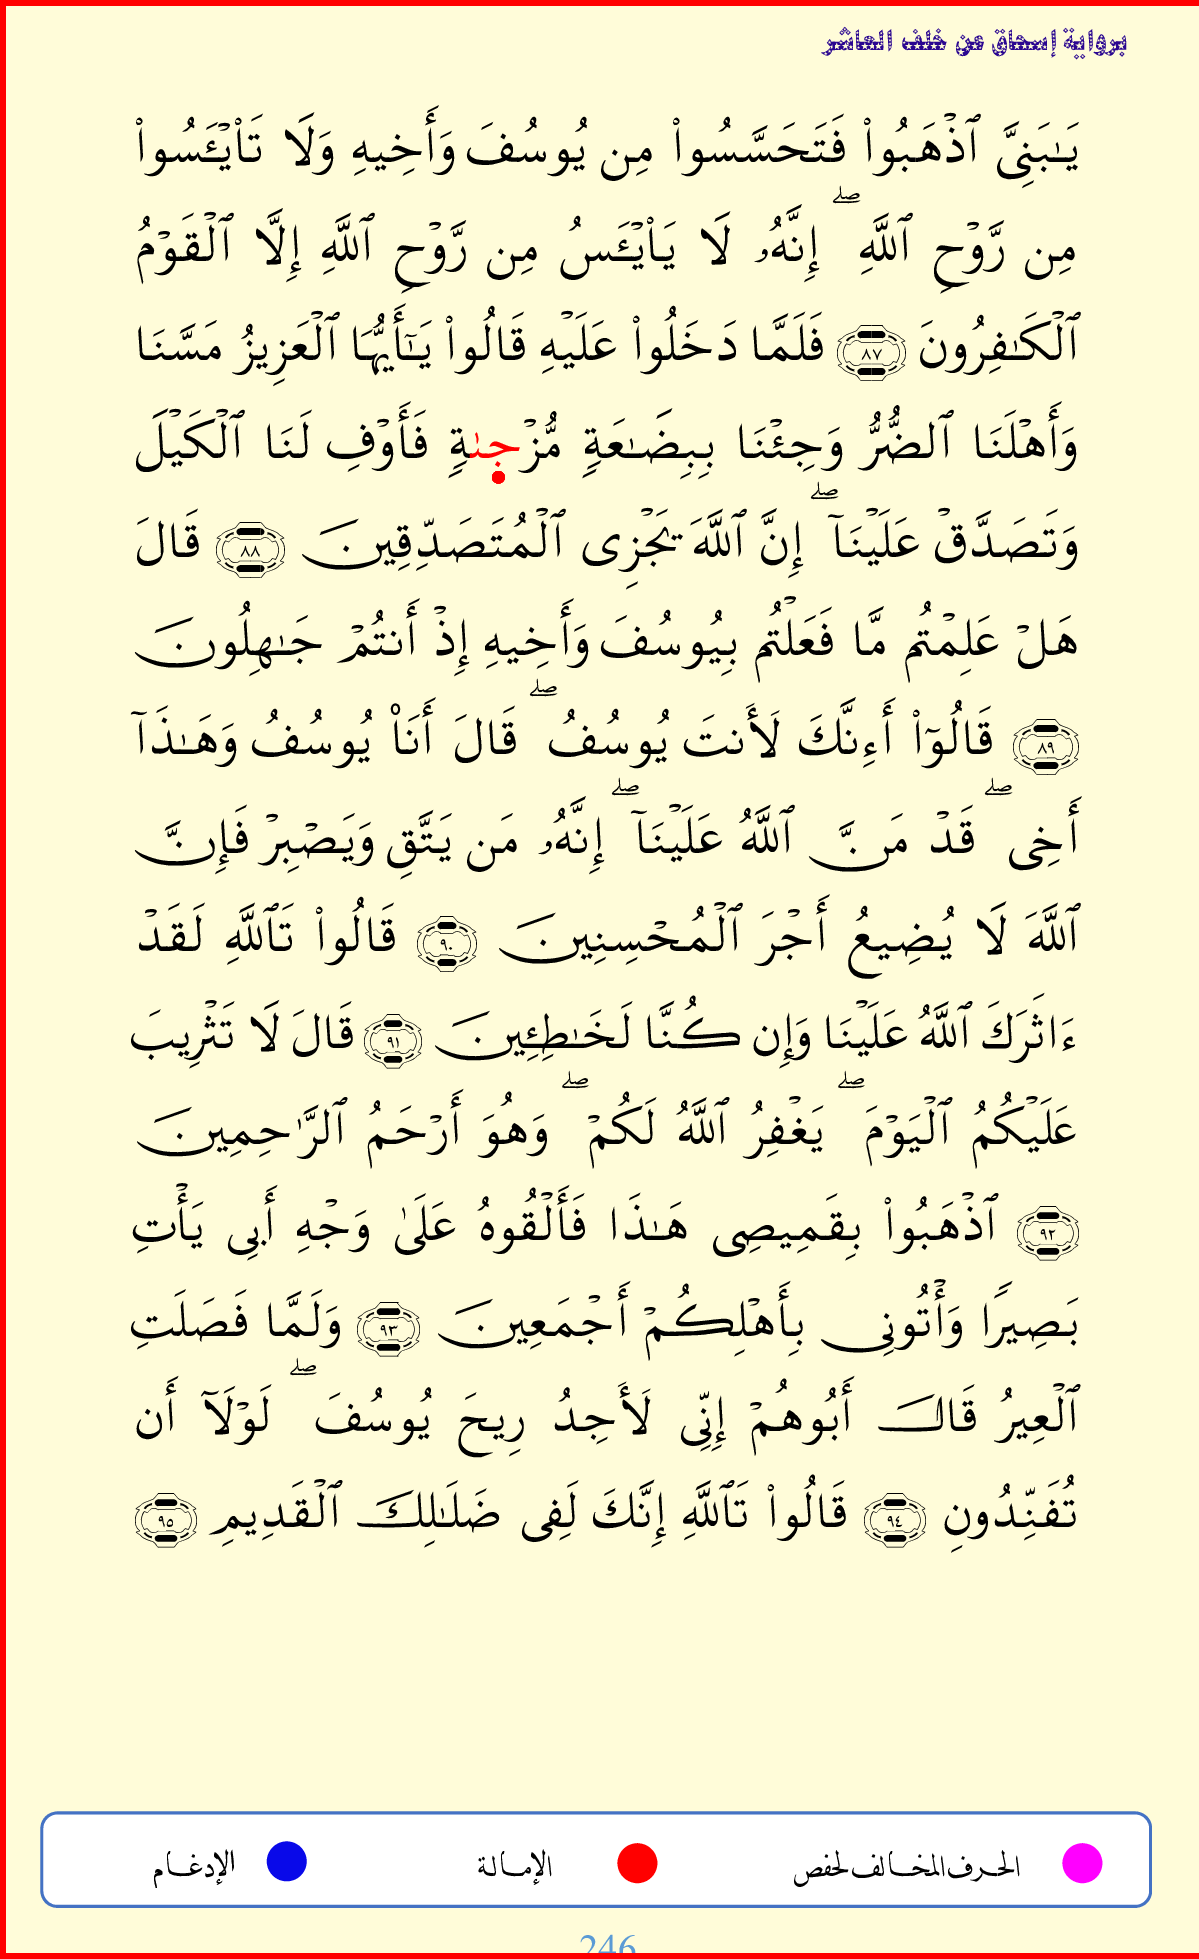 برواية إسحاق عن خلف العاشر
يَـٰبَنِىَّ ٱذْهَبُوا۟ فَتَحَسَّسُوا۟ مِن يُوسُفَ وَأَخِيهِ وَلَا تَا۟يْـَٔسُوا۟
مِن رَّوْحِ ٱللَّهِ ۖ إِنَّهُۥ لَا يَا۟يْـَٔسُ مِن رَّوْحِ ٱللَّهِ إِلَّا ٱلْقَوْمُ
ٱلْكَـٰفِرُونَ ٨٧ فَلَمَّا دَخَلُوا۟ عَلَيْهِ قَالُوا۟ يَـٰٓأَيُّهَا ٱلْعَزِيزُ مَسَّنَا
وَأَهْلَنَا ٱلضُّرُّ وَجِئْنَا بِبِضَـٰعَةٍ مُّزْجىٰةٍ فَأَوْفِ لَنَا ٱلْكَيْلَ
وَتَصَدَّقْ عَلَيْنَآ ۖ إِنَّ ٱللَّهَ يَجْزِى ٱلْمُتَصَدِّقِينَ ٨٨ قَالَ
هَلْ عَلِمْتُم مَّا فَعَلْتُم بِيُوسُفَ وَأَخِيهِ إِذْ أَنتُمْ جَـٰهِلُونَ
٨٩ قَالُوٓا۟ أَءِنَّكَ لَأَنتَ يُوسُفُ ۖ قَالَ أَنَا۠ يُوسُفُ وَهَـٰذَآ
أَخِى ۖ قَدْ مَنَّ ٱللَّهُ عَلَيْنَآ ۖ إِنَّهُۥ مَن يَتَّقِ وَيَصْبِرْ فَإِنَّ
ٱللَّهَ لَا يُضِيعُ أَجْرَ ٱلْمُحْسِنِينَ ٩٠ قَالُوا۟ تَٱللَّهِ لَقَدْ
ءَاثَرَكَ ٱللَّهُ عَلَيْنَا وَإِن كُنَّا لَخَـٰطِـِٔينَ ٩١ قَالَ لَا تَثْرِيبَ
عَلَيْكُمُ ٱلْيَوْمَ ۖ يَغْفِرُ ٱللَّهُ لَكُمْ ۖ وَهُوَ أَرْحَمُ ٱلرَّٰحِمِينَ
٩٢ ٱذْهَبُوا۟ بِقَمِيصِى هَـٰذَا فَأَلْقُوهُ عَلَىٰ وَجْهِ أَبِى يَأْتِ
بَصِيرًا وَأْتُونِى بِأَهْلِكُمْ أَجْمَعِينَ ٩٣ وَلَمَّا فَصَلَتِ
ٱلْعِيرُ قَالَ أَبُوهُمْ إِنِّى لَأَجِدُ رِيحَ يُوسُفَ ۖ لَوْلَآ أَن
تُفَنِّدُونِ ٩٤ قَالُوا۟ تَٱللَّهِ إِنَّكَ لَفِى ضَلَـٰلِكَ ٱلْقَدِيمِ ٩٥
الحرف المخالف لحفص الإمالة الإدغام
246